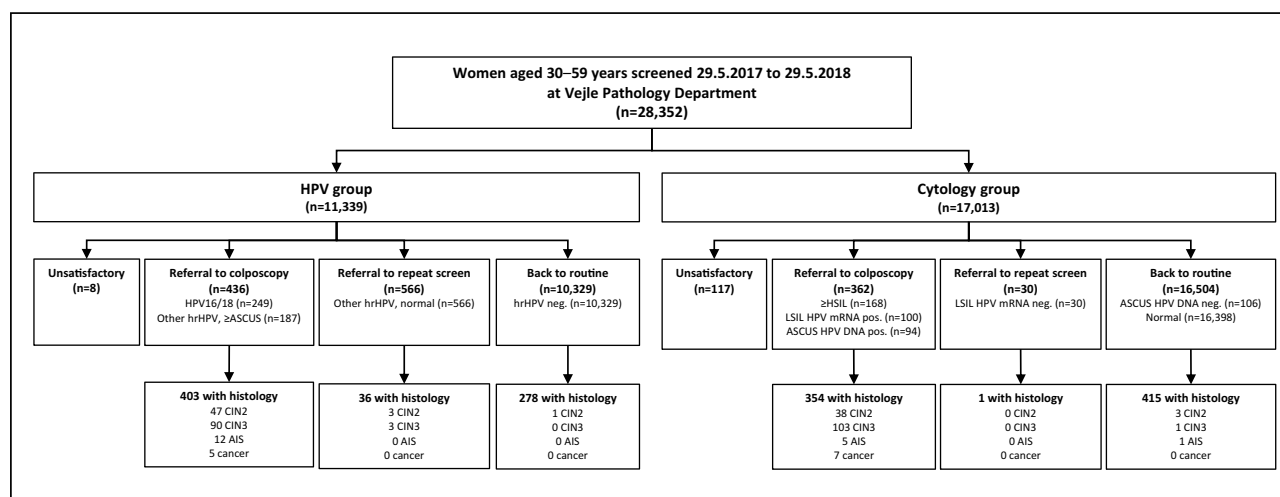 Women aged 30–59 years screened 29.5.2017 to 29.5.2018
at Vejle Pathology Department
(n=28,352)
HPV group
(n=11,339)
Cytology group
(n=17,013)
Unsatisfactory
(n=8)
Referral to colposcopy
(n=436)
HPV16/18 (n=249)
Other hrHPV, ≥ASCUS (n=187)
Referral to repeat screen
(n=566)
Other hrHPV, normal (n=566)
Back to routine
(n=10,329)
hrHPV neg. (n=10,329)
Unsatisfactory
(n=117)
Referral to colposcopy
(n=362)
≥HSIL (n=168)
LSIL HPV mRNA pos. (n=100)
ASCUS HPV DNA pos. (n=94)
Referral to repeat screen
(n=30)
LSIL HPV mRNA neg. (n=30)
Back to routine
(n=16,504)
ASCUS HPV DNA neg. (n=106)
Normal (n=16,398)
403 with histology
47 CIN2
90 CIN3
12 AIS
5 cancer
36 with histology
3 CIN2
3 CIN3
0 AIS
0 cancer
278 with histology
1 CIN2
0 CIN3
0 AIS
0 cancer
354 with histology
38 CIN2
103 CIN3
5 AIS
7 cancer
1 with histology
0 CIN2
0 CIN3
0 AIS
0 cancer
415 with histology
3 CIN2
1 CIN3
1 AIS
0 cancer